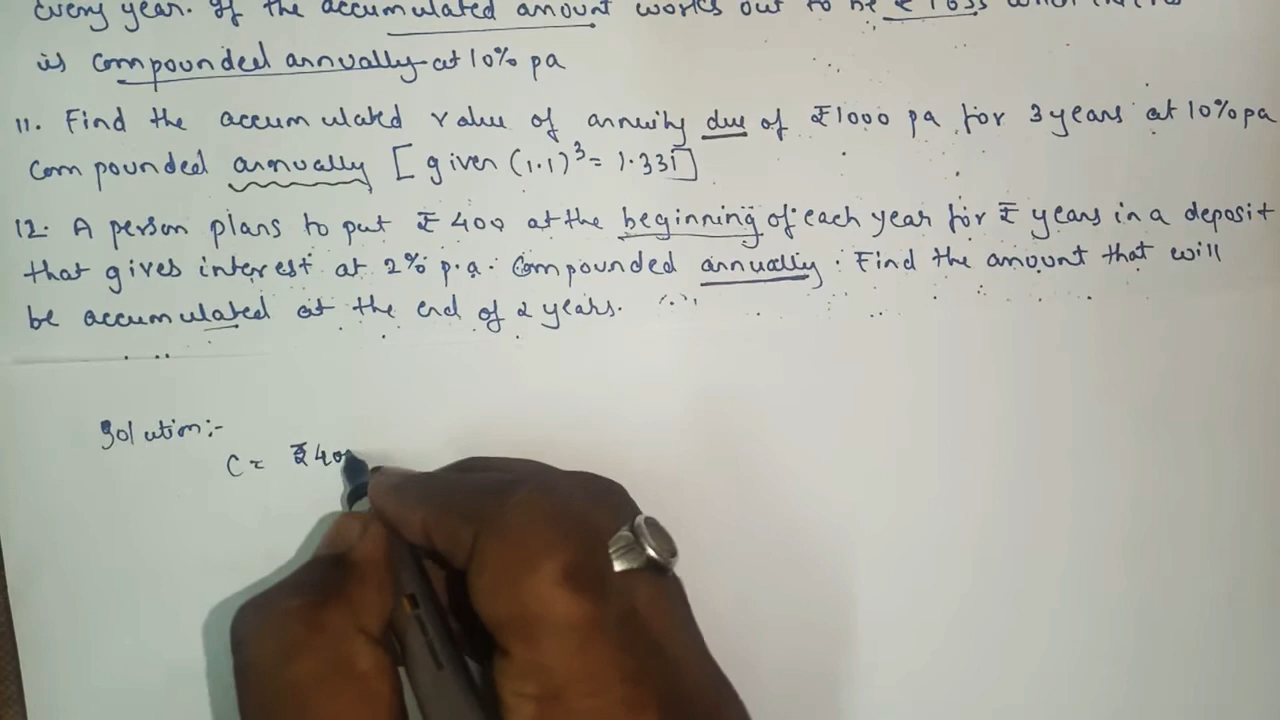 every year. If the accumulated amount works out to be ₹
is compounded annually at 10% pa
11. Find the accumulated value of annuity due of ₹1000 pa for 3 years at 10% pa
compounded annually [given (1.1)³ = 1.331]
12. A person plans to put ₹ 400 at the beginning of each year for ₹ years in a deposit
that gives interest at 2% p.a. compounded annually. Find the amount that will
be accumulated at the end of 2 years.
Solution:-
C = ₹40